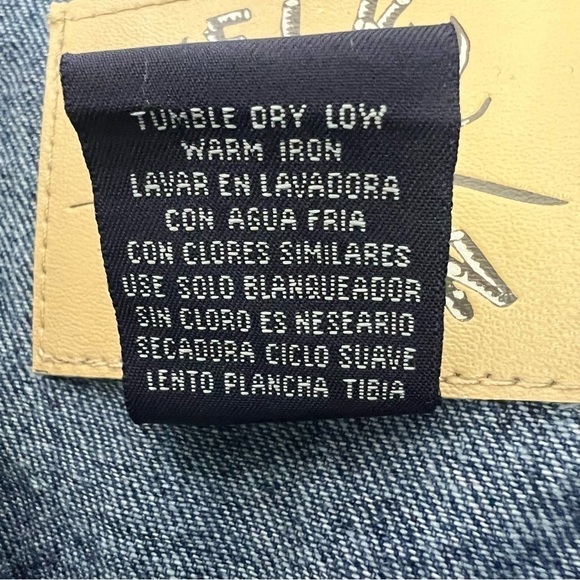 TUMBLE DRY LOW
WARM IRON
LAVAR EN LAVADORA
CON AGUA FRIA
CON CLORES SIMILARES
USE SOLO BLANQUEADOR
SIN CLORO ES NESEARIO
SECADORA CICLO SUAVE
LENTO PLANCHA TIBIA